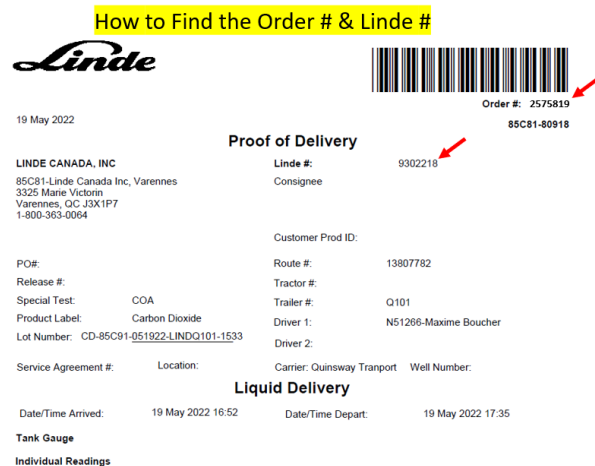 How to Find the Order # & Linde #
Linde
Order #: 2575819
19 May 2022
85C81-80918
Proof of Delivery
LINDE CANADA, INC
Linde #: 9302218
85C81-Linde Canada Inc, Varennes
Consignee
3325 Marie Victorin
Varennes, QC J3X1P7
1-800-363-0064
Customer Prod ID:
PO#:
Route #: 13807782
Release #:
Tractor #:
Special Test: COA
Trailer #: Q101
Product Label: Carbon Dioxide
Driver 1: N51266-Maxime Boucher
Lot Number: CD-85C91-051922-LINDQ101-1533
Driver 2:
Service Agreement #: Location: Carrier: Quinsway Tranport Well Number:
Liquid Delivery
Date/Time Arrived: 19 May 2022 16:52 Date/Time Depart: 19 May 2022 17:35
Tank Gauge
Individual Readings